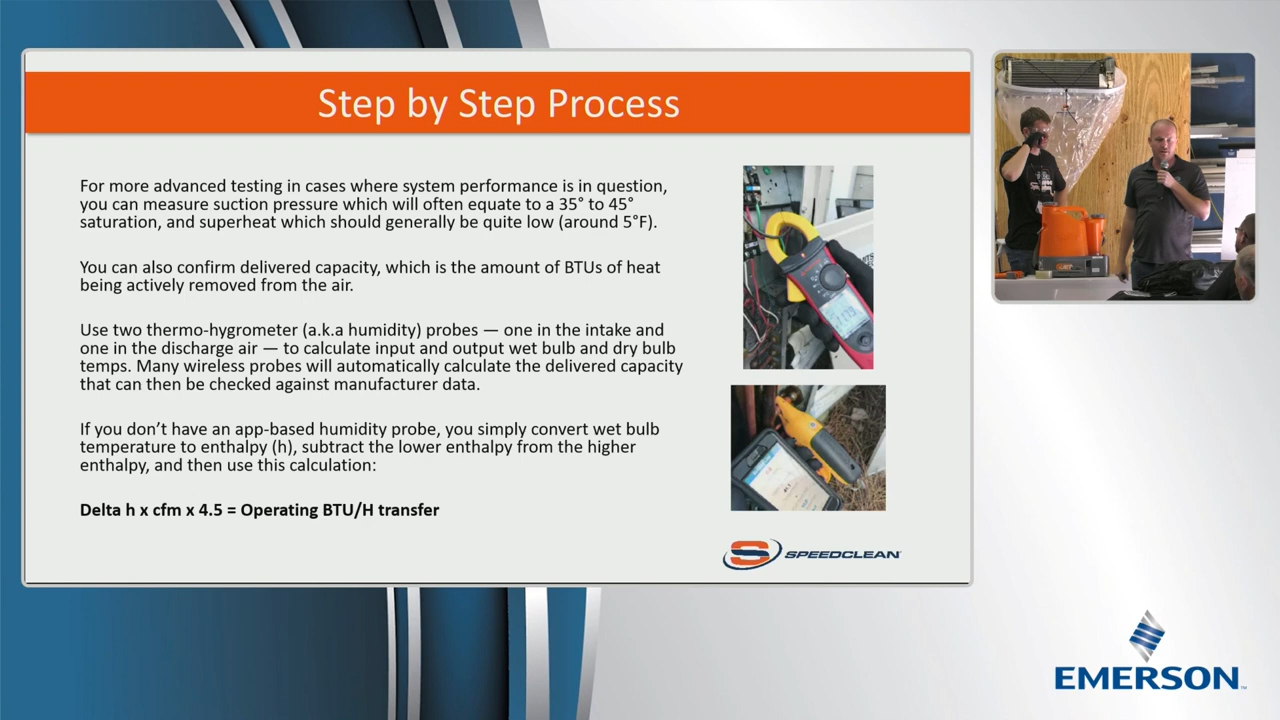 Step by Step Process
For more advanced testing in cases where system performance is in question,
you can measure suction pressure which will often equate to a 35° to 45°
saturation, and superheat which should generally be quite low (around 5°F).
You can also confirm delivered capacity, which is the amount of BTUs of heat
being actively removed from the air.
Use two thermo-hygrometer (a.k.a humidity) probes — one in the intake and
one in the discharge air — to calculate input and output wet bulb and dry bulb
temps. Many wireless probes will automatically calculate the delivered capacity
that can then be checked against manufacturer data.
If you don’t have an app-based humidity probe, you simply convert wet bulb
temperature to enthalpy (h), subtract the lower enthalpy from the higher
enthalpy, and then use this calculation:
Delta h x cfm x 4.5 = Operating BTU/H transfer
SPEEDCLEAN
EMERSON